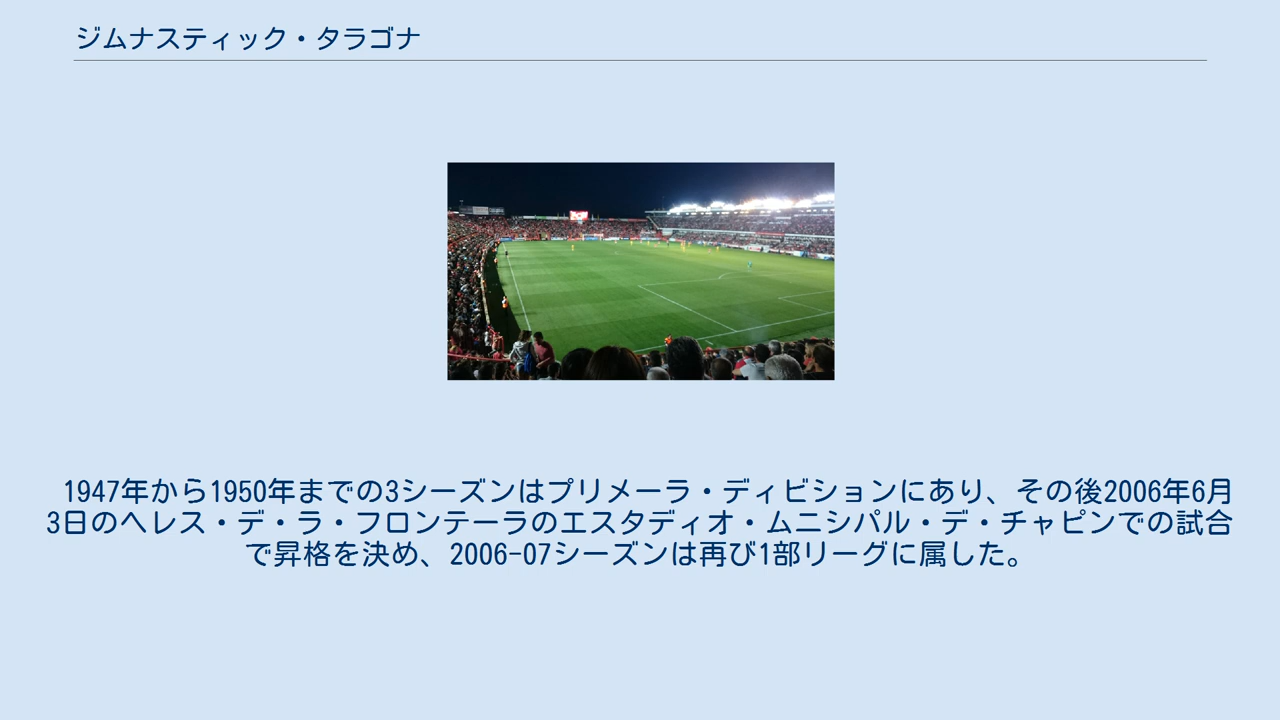 ジムナスティック・タラゴナ
1947年から1950年までの3シーズンはプリメーラ・ディビションにあり、その後2006年6月
3日のヘレス・デ・ラ・フロンテーラのエスタディオ・ムニシパル・デ・チャピンでの試合
で昇格を決め、2006-07シーズンは再び1部リーグに属した。